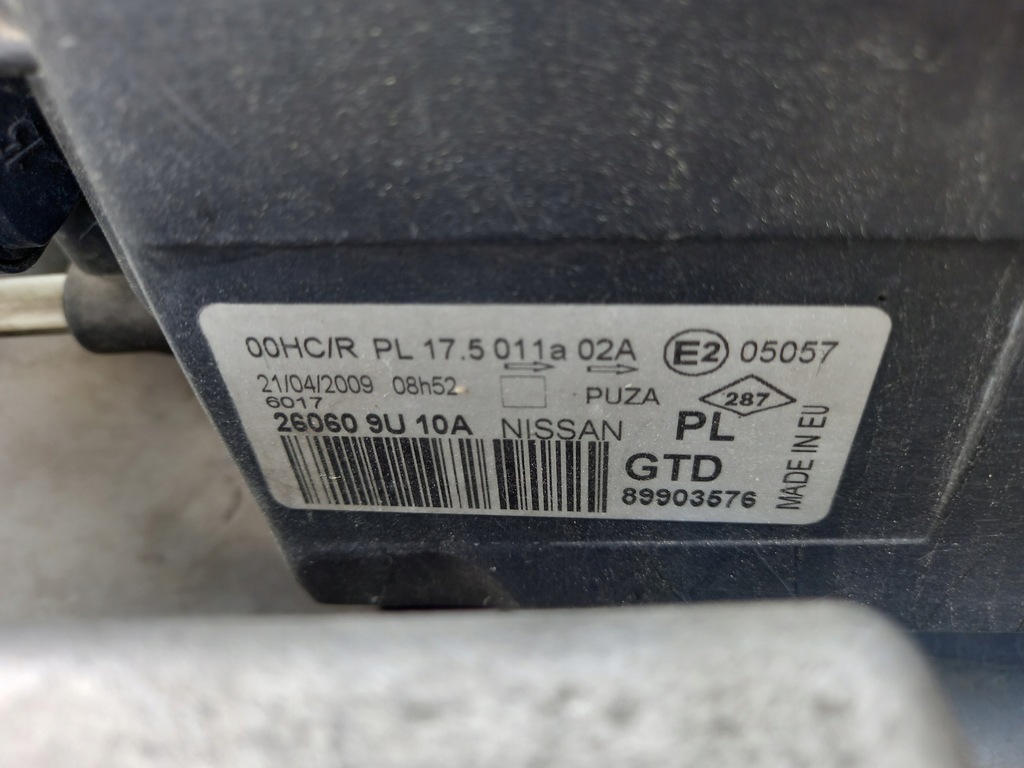 00HC/R PL 17.5 011a 02A E2 05057
21/04/2009 08h52 PUZA 287
6017
26060 9U 10A NISSAN PL
GTD
89903576
MADE IN EU